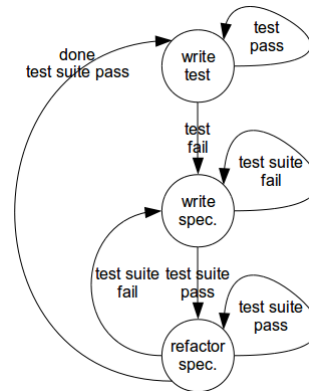 done
test suite pass
write
test
test
pass
test
fail
write
spec.
test suite
fail
test suite
fail
test suite
pass
refactor
spec.
test suite
pass